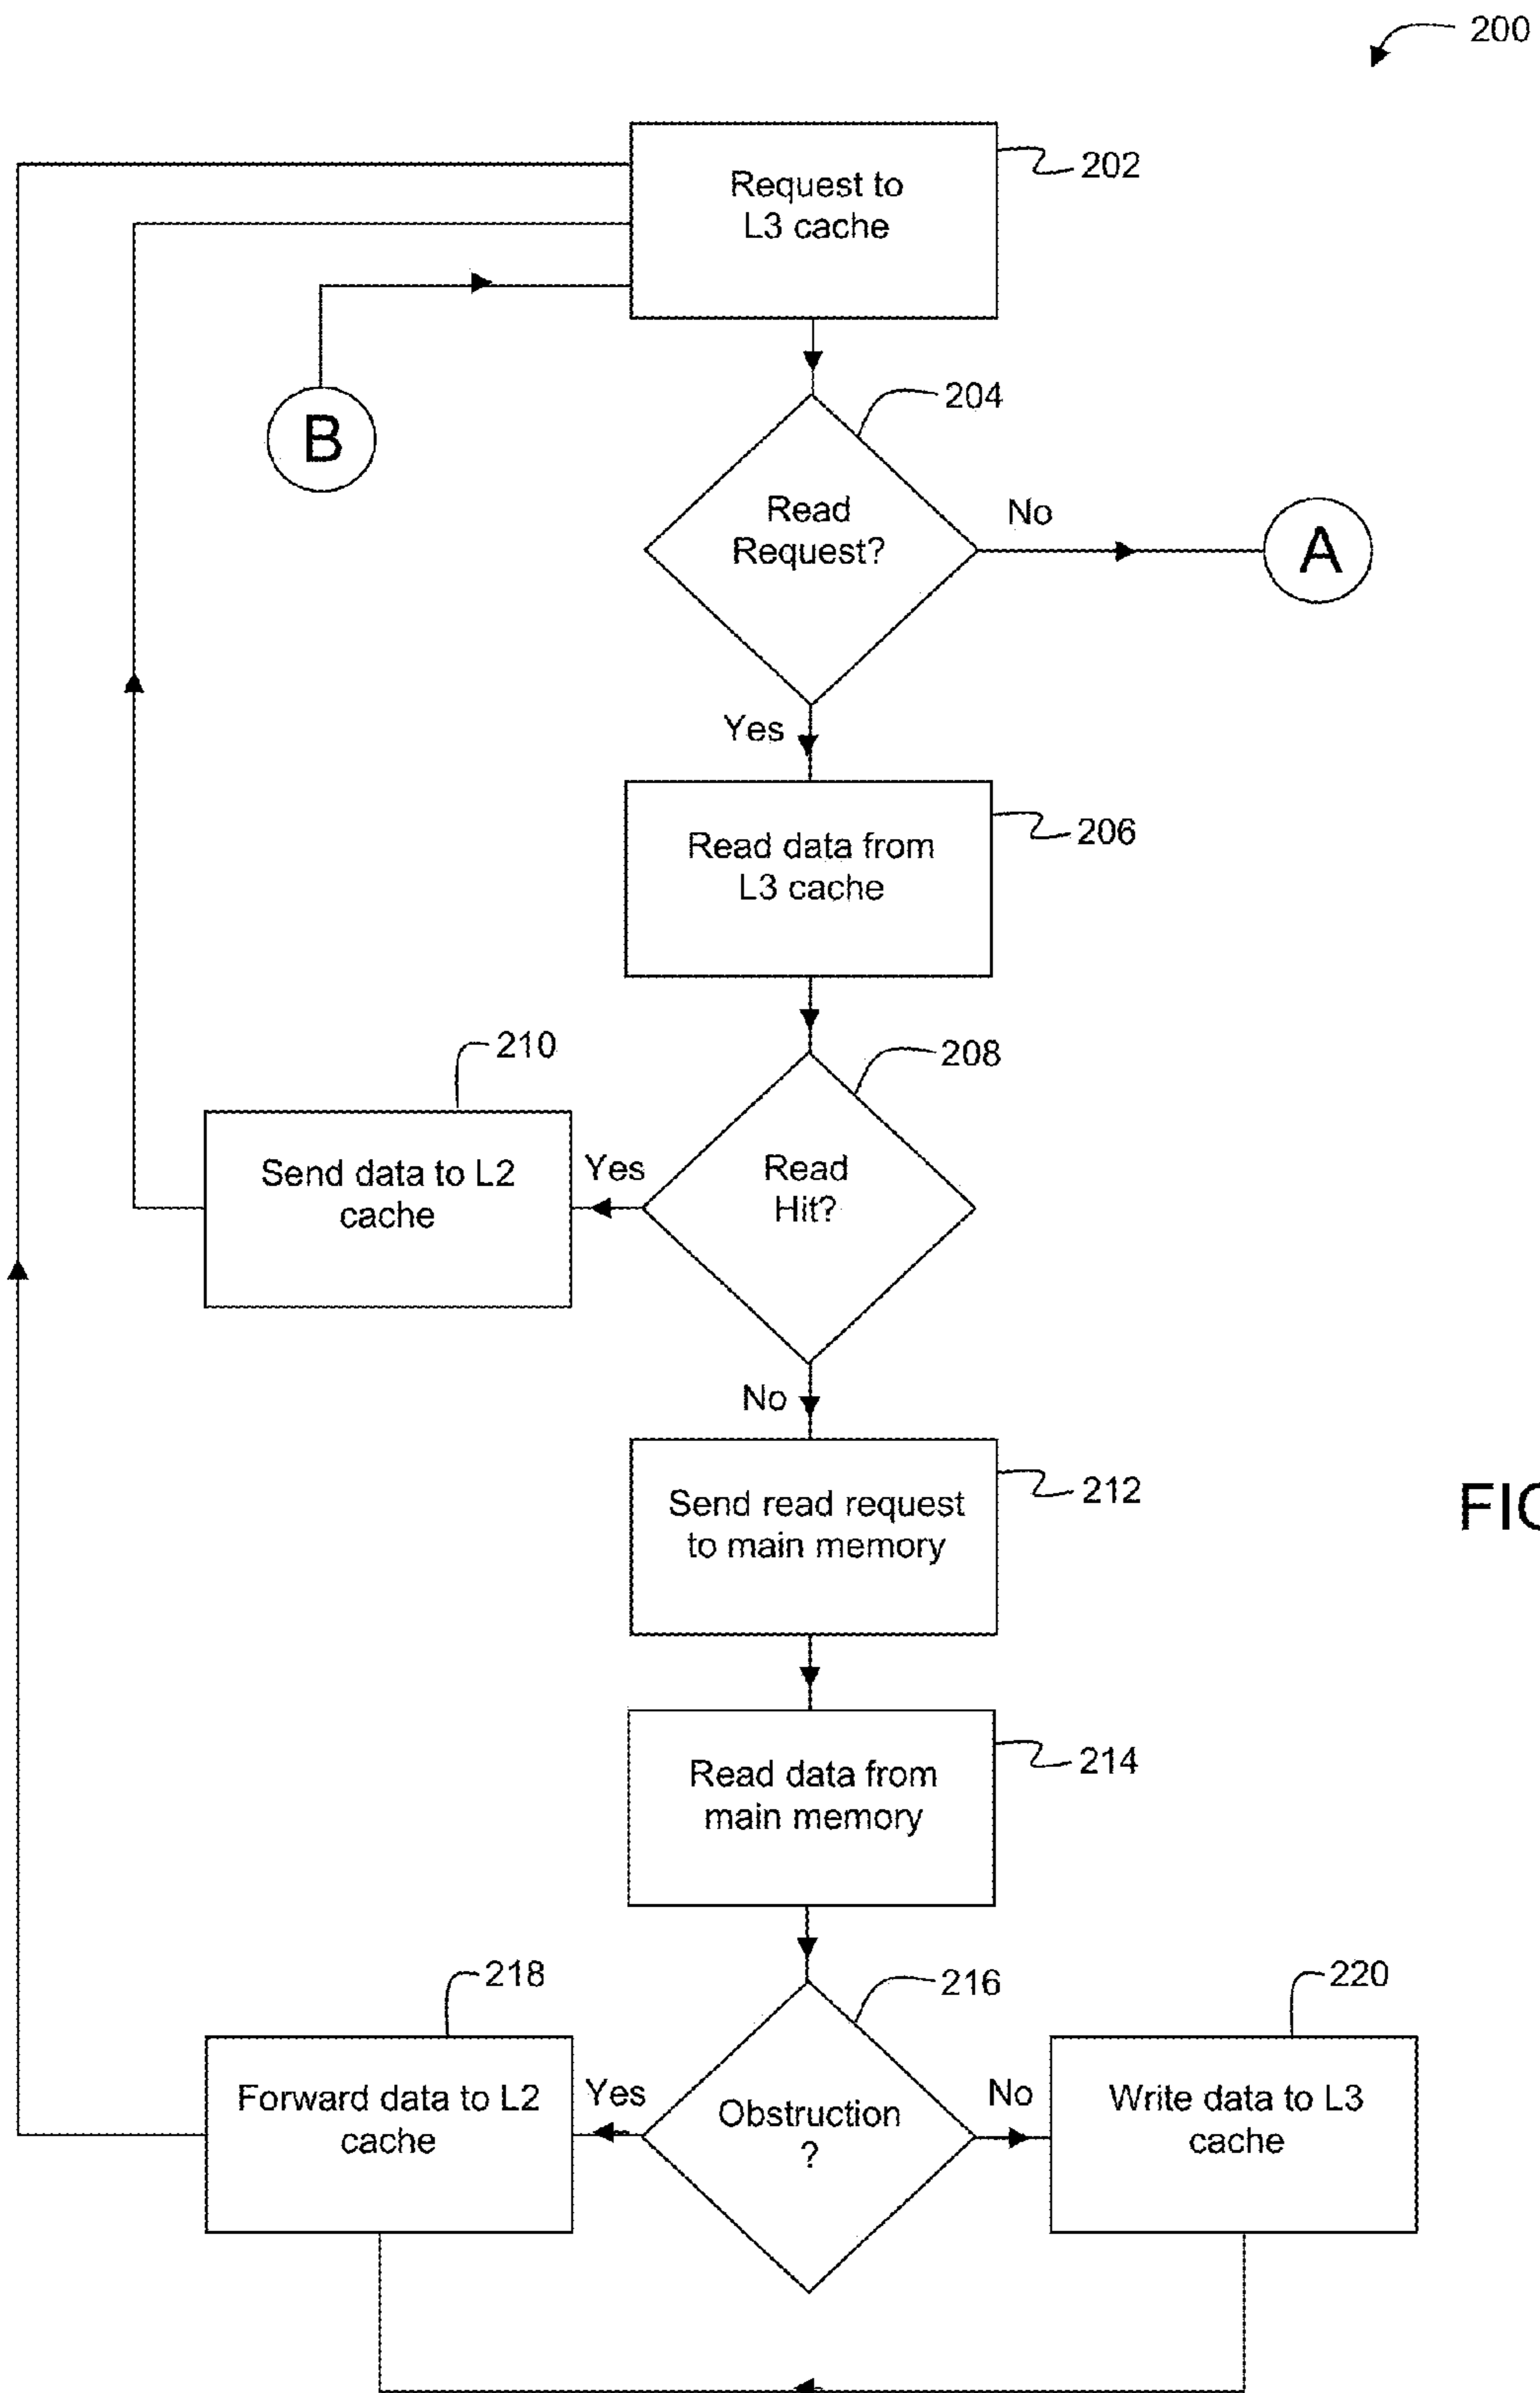 200
Request to
L3 cache
202
B
204
Read
Request?
No
A
Yes
Read data from
L3 cache
206
210
208
Send data to L2
cache
Yes
Read
Hit?
No
Send read request
to main memory
212
FIG
Read data from
main memory
214
218
216
220
Forward data to L2
cache
Yes
Obstruction
?
No
Write data to L3
cache